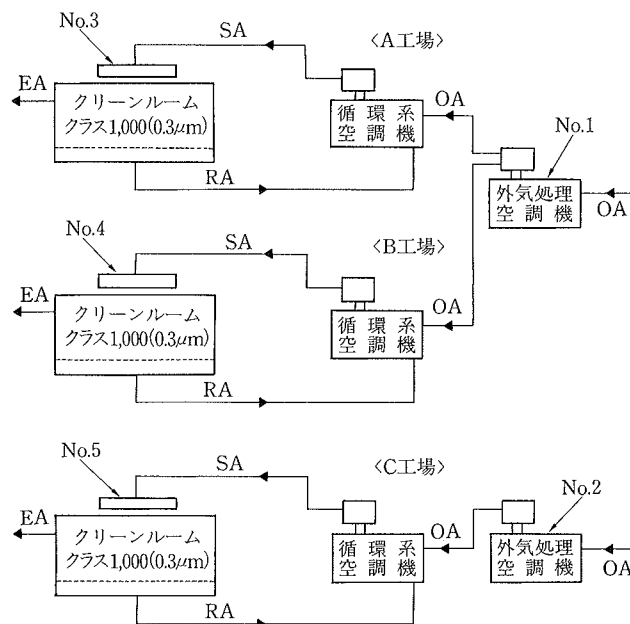 No.3
SA
〈A工場〉
EA
クリーンルーム
クラス1,000(0.3μm)
循環系
空調機
OA
No.1
RA
外気処理
空調機
OA
No.4
SA
〈B工場〉
EA
クリーンルーム
クラス1,000(0.3μm)
循環系
空調機
OA
RA
No.5
SA
〈C工場〉
No.2
EA
クリーンルーム
クラス1,000(0.3μm)
循環系
空調機
OA
外気処理
空調機
OA
RA